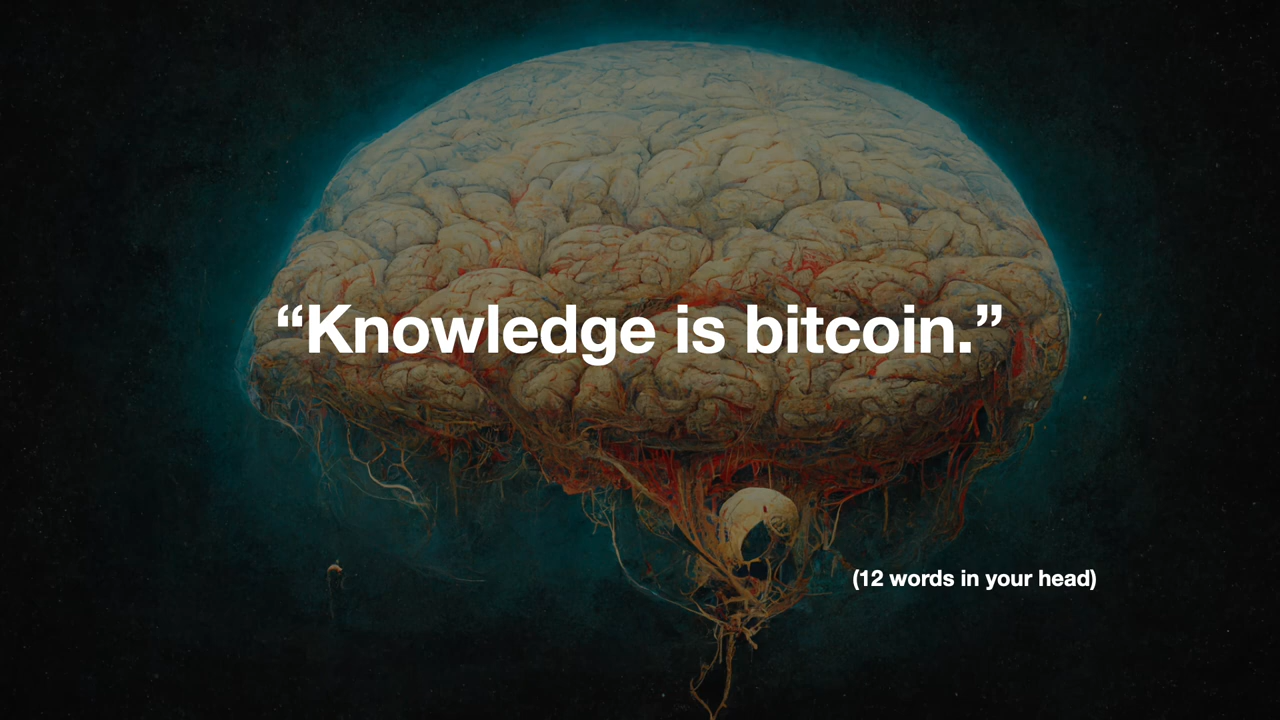 “Knowledge is bitcoin.”
(12 words in your head)